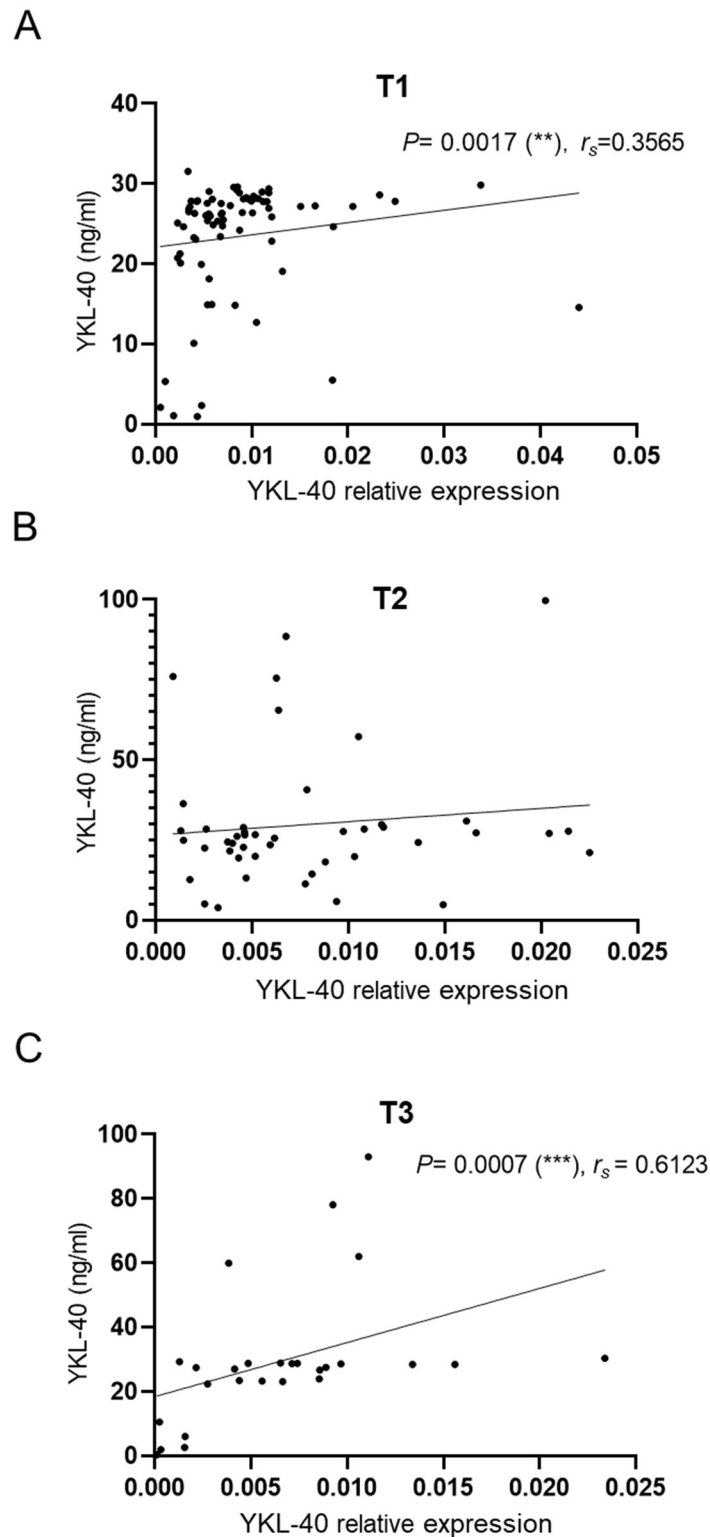 A
T1
P= 0.0017 (**), rs=0.3565
40
30
20
10
0
YKL-40 (ng/ml)
0.00 0.01 0.02 0.03 0.04 0.05
YKL-40 relative expression
B
T2
100
50
0
YKL-40 (ng/ml)
0.000 0.005 0.010 0.015 0.020 0.025
YKL-40 relative expression
C
T3
P= 0.0007 (***), rs = 0.6123
100
80
60
40
20
0
YKL-40 (ng/ml)
0.000 0.005 0.010 0.015 0.020 0.025
YKL-40 relative expression